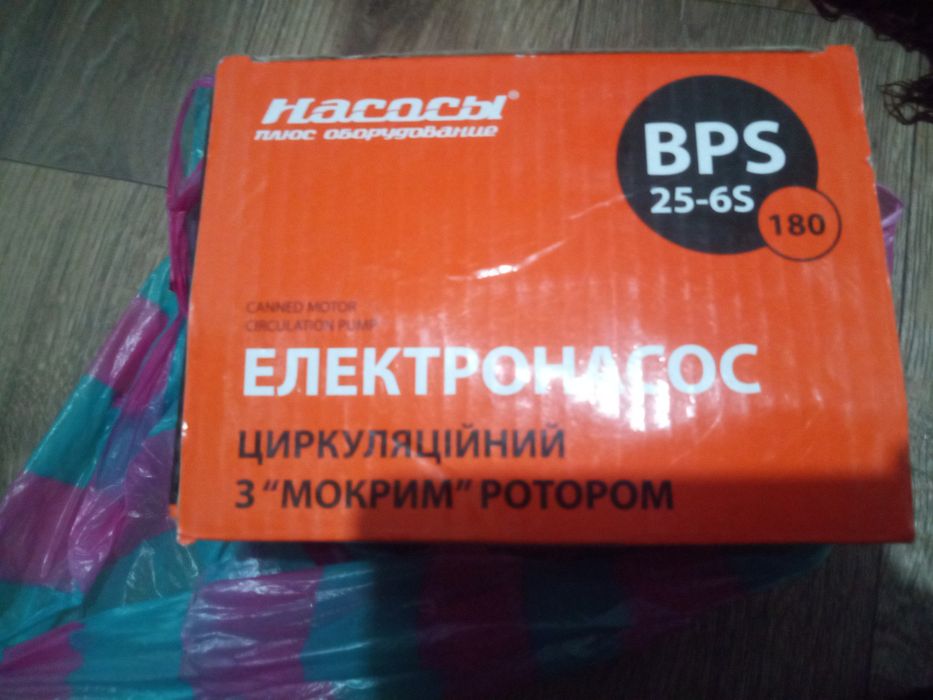 Насосы®
плюс оборудование
BPS
25-6S
180
CANNED MOTOR
CIRCULATION PUMP
ЕЛЕКТРОНАСОС
ЦИРКУЛЯЦІЙНИЙ
З "МОКРИМ" РОТОРОМ